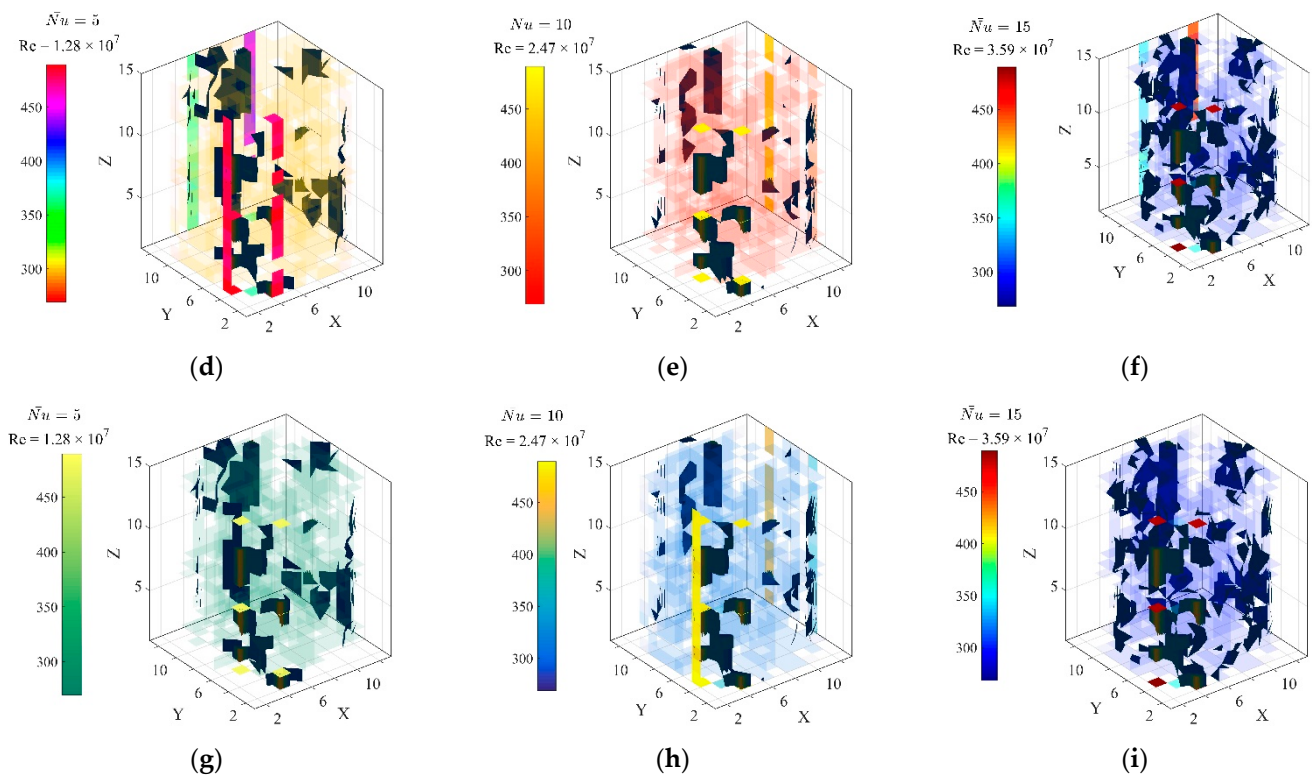 N̄u = 5
Re − 1.28 × 10⁷
450
400
350
300
15
10
5
Z
10
6
2
Y
2
6
10
X
(d)
Nu = 10
Re = 2.47 × 10⁷
450
400
350
300
15
10
5
Z
10
6
2
Y
2
6
10
X
(e)
N̄u = 15
Re = 3.59 × 10⁷
450
400
350
300
15
10
5
Z
10
6
2
Y
2
6
10
X
(f)
N̄u = 5
Re = 1.28 × 10⁷
450
400
350
300
15
10
5
Z
10
6
2
Y
2
6
10
X
(g)
Nu = 10
Re = 2.47 × 10⁷
450
400
350
300
15
10
5
Z
10
6
2
Y
2
6
10
X
(h)
N̄u = 15
Re − 3.59 × 10⁷
450
400
350
300
15
10
5
Z
10
6
2
Y
2
6
10
X
(i)